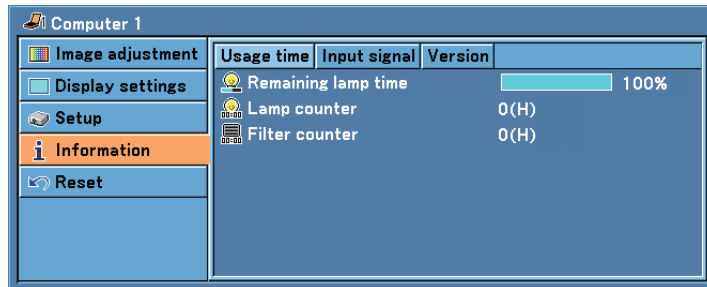 Computer 1
Image adjustment
Display settings
Setup
Information
Reset
Usage time Input signal Version
Remaining lamp time 100%
Lamp counter 0(H)
Filter counter 0(H)